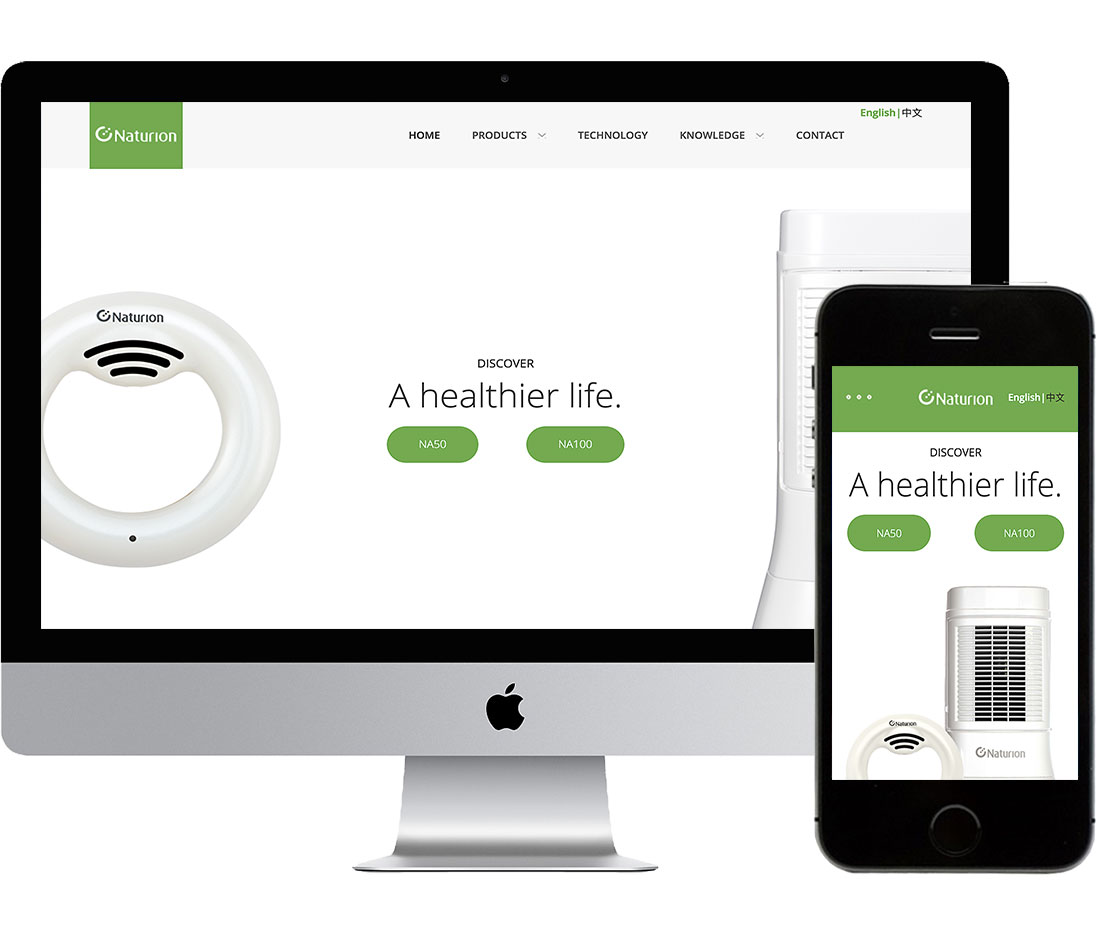 English|中文
Naturion
HOME PRODUCTS TECHNOLOGY KNOWLEDGE CONTACT
Naturion
DISCOVER
A healthier life.
NA50 NA100
Naturion English|中文
DISCOVER
A healthier life.
NA50 NA100
Naturion
Naturion